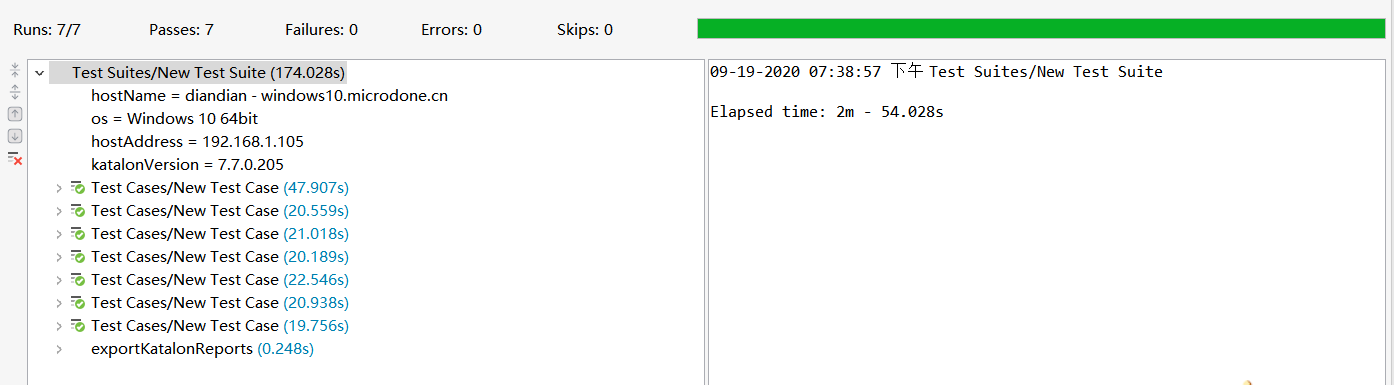 Runs: 7/7 Passes: 7 Failures: 0 Errors: 0 Skips: 0
Test Suites/New Test Suite (174.028s)
hostName = diandian - windows10.microdone.cn
os = Windows 10 64bit
hostAddress = 192.168.1.105
katalonVersion = 7.7.0.205
Test Cases/New Test Case (47.907s)
Test Cases/New Test Case (20.559s)
Test Cases/New Test Case (21.018s)
Test Cases/New Test Case (20.189s)
Test Cases/New Test Case (22.546s)
Test Cases/New Test Case (20.938s)
Test Cases/New Test Case (19.756s)
exportKatalonReports (0.248s)
09-19-2020 07:38:57 下午 Test Suites/New Test Suite
Elapsed time: 2m - 54.028s